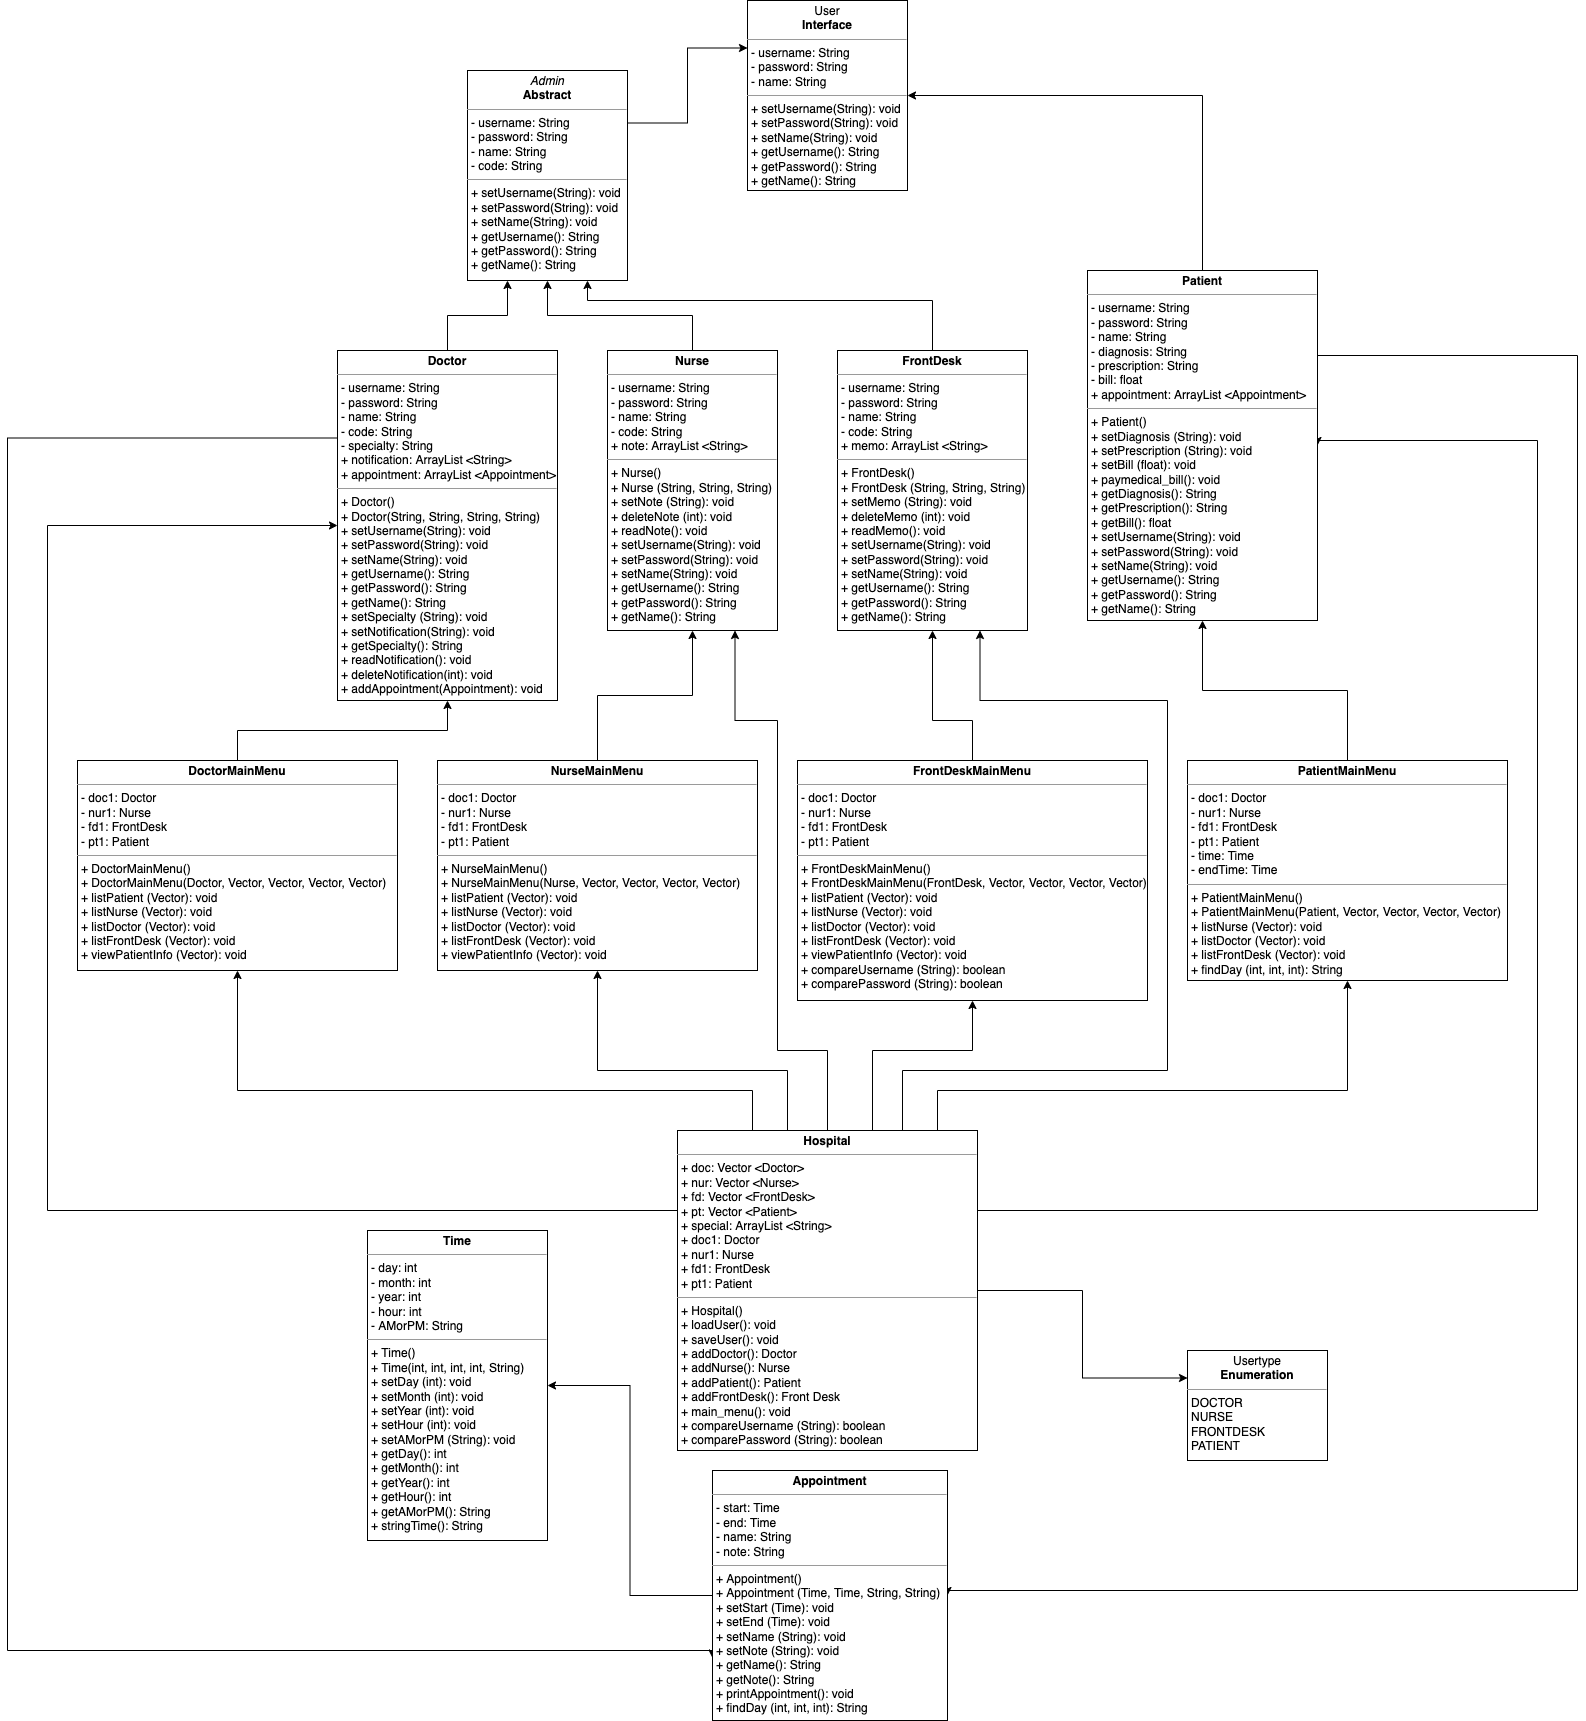 User
Interface
- username: String
- password: String
- name: String
+ setUsername(String): void
+ setPassword(String): void
+ setName(String): void
+ getUsername(): String
+ getPassword(): String
+ getName(): String
Admin
Abstract
- username: String
- password: String
- name: String
- code: String
+ setUsername(String): void
+ setPassword(String): void
+ setName(String): void
+ getUsername(): String
+ getPassword(): String
+ getName(): String
Patient
- username: String
- password: String
- name: String
- diagnosis: String
- prescription: String
- bill: float
+ appointment: ArrayList <Appointment>
+ Patient()
+ setDiagnosis (String): void
+ setPrescription (String): void
+ setBill (float): void
+ paymedical_bill(): void
+ getDiagnosis(): String
+ getPrescription(): String
+ getBill(): float
+ setUsername(String): void
+ setPassword(String): void
+ setName(String): void
+ getUsername(): String
+ getPassword(): String
+ getName(): String
Doctor
- username: String
- password: String
- name: String
- code: String
- specialty: String
+ notification: ArrayList <String>
+ appointment: ArrayList <Appointment>
+ Doctor()
+ Doctor(String, String, String, String)
+ setUsername(String): void
+ setPassword(String): void
+ setName(String): void
+ getUsername(): String
+ getPassword(): String
+ getName(): String
+ setSpecialty (String): void
+ setNotification(String): void
+ getSpecialty(): String
+ readNotification(): void
+ deleteNotification(int): void
+ addAppointment(Appointment): void
Nurse
- username: String
- password: String
- name: String
- code: String
+ note: ArrayList <String>
+ Nurse()
+ Nurse (String, String, String)
+ setNote (String): void
+ deleteNote (int): void
+ readNote(): void
+ setUsername(String): void
+ setPassword(String): void
+ setName(String): void
+ getUsername(): String
+ getPassword(): String
+ getName(): String
FrontDesk
- username: String
- password: String
- name: String
- code: String
+ memo: ArrayList <String>
+ FrontDesk()
+ FrontDesk (String, String, String)
+ setMemo (String): void
+ deleteMemo (int): void
+ readMemo(): void
+ setUsername(String): void
+ setPassword(String): void
+ setName(String): void
+ getUsername(): String
+ getPassword(): String
+ getName(): String
DoctorMainMenu
- doc1: Doctor
- nur1: Nurse
- fd1: FrontDesk
- pt1: Patient
+ DoctorMainMenu()
+ DoctorMainMenu(Doctor, Vector, Vector, Vector, Vector)
+ listPatient (Vector): void
+ listNurse (Vector): void
+ listDoctor (Vector): void
+ listFrontDesk (Vector): void
+ viewPatientInfo (Vector): void
NurseMainMenu
- doc1: Doctor
- nur1: Nurse
- fd1: FrontDesk
- pt1: Patient
+ NurseMainMenu()
+ NurseMainMenu(Nurse, Vector, Vector, Vector, Vector)
+ listPatient (Vector): void
+ listNurse (Vector): void
+ listDoctor (Vector): void
+ listFrontDesk (Vector): void
+ viewPatientInfo (Vector): void
FrontDeskMainMenu
- doc1: Doctor
- nur1: Nurse
- fd1: FrontDesk
- pt1: Patient
+ FrontDeskMainMenu()
+ FrontDeskMainMenu(FrontDesk, Vector, Vector, Vector, Vector)
+ listPatient (Vector): void
+ listNurse (Vector): void
+ listDoctor (Vector): void
+ listFrontDesk (Vector): void
+ viewPatientInfo (Vector): void
+ compareUsername (String): boolean
+ comparePassword (String): boolean
PatientMainMenu
- doc1: Doctor
- nur1: Nurse
- fd1: FrontDesk
- pt1: Patient
- time: Time
- endTime: Time
+ PatientMainMenu()
+ PatientMainMenu(Patient, Vector, Vector, Vector, Vector)
+ listNurse (Vector): void
+ listDoctor (Vector): void
+ listFrontDesk (Vector): void
+ findDay (int, int, int): String
Hospital
+ doc: Vector <Doctor>
+ nur: Vector <Nurse>
+ fd: Vector <FrontDesk>
+ pt: Vector <Patient>
+ special: ArrayList <String>
+ doc1: Doctor
+ nur1: Nurse
+ fd1: FrontDesk
+ pt1: Patient
+ Hospital()
+ loadUser(): void
+ saveUser(): void
+ addDoctor(): Doctor
+ addNurse(): Nurse
+ addPatient(): Patient
+ addFrontDesk(): Front Desk
+ main_menu(): void
+ compareUsername (String): boolean
+ comparePassword (String): boolean
Time
- day: int
- month: int
- year: int
- hour: int
- AMorPM: String
+ Time()
+ Time(int, int, int, int, String)
+ setDay (int): void
+ setMonth (int): void
+ setYear (int): void
+ setHour (int): void
+ setAMorPM (String): void
+ getDay(): int
+ getMonth(): int
+ getYear(): int
+ getHour(): int
+ getAMorPM(): String
+ stringTime(): String
Usertype
Enumeration
DOCTOR
NURSE
FRONTDESK
PATIENT
Appointment
- start: Time
- end: Time
- name: String
- note: String
+ Appointment()
+ Appointment (Time, Time, String, String)
+ setStart (Time): void
+ setEnd (Time): void
+ setName (String): void
+ setNote (String): void
+ getName(): String
+ getNote(): String
+ printAppointment(): void
+ findDay (int, int, int): String